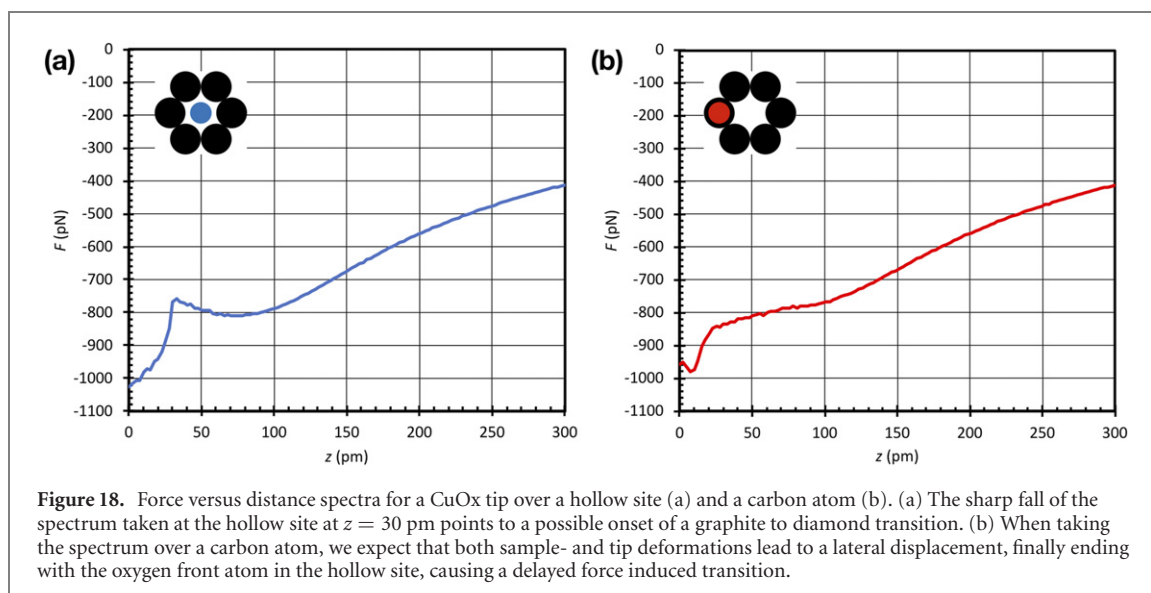 (a)
0
-100
-200
-300
-400
-500
-600
-700
-800
-900
-1000
-1100
F (pN)
0 50 100 150 200 250 300
z (pm)
(b)
0
-100
-200
-300
-400
-500
-600
-700
-800
-900
-1000
-1100
F (pN)
0 50 100 150 200 250 300
z (pm)
Figure 18. Force versus distance spectra for a CuOx tip over a hollow site (a) and a carbon atom (b). (a) The sharp fall of the
spectrum taken at the hollow site at z = 30 pm points to a possible onset of a graphite to diamond transition. (b) When taking
the spectrum over a carbon atom, we expect that both sample- and tip deformations lead to a lateral displacement, finally ending
with the oxygen front atom in the hollow site, causing a delayed force induced transition.